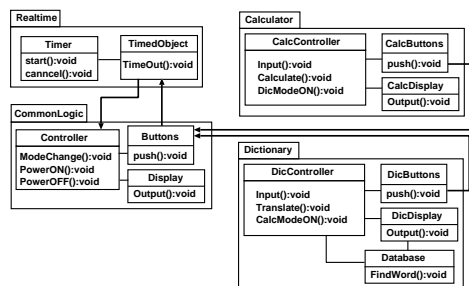 Realtime
Timer
start():void
canncel():void
TimedObject
TimeOut():void
CommonLogic
Controller
ModeChange():void
PowerON():void
PowerOFF():void
Buttons
push():void
Display
Output():void
Calculator
CalcController
Input():void
Calculate():void
DicModeON():void
CalcButtons
push():void
CalcDisplay
Output():void
Dictionary
DicController
Input():void
Translate():void
CalcModeON():void
DicButtons
push():void
DicDisplay
Output():void
Database
FindWord():void